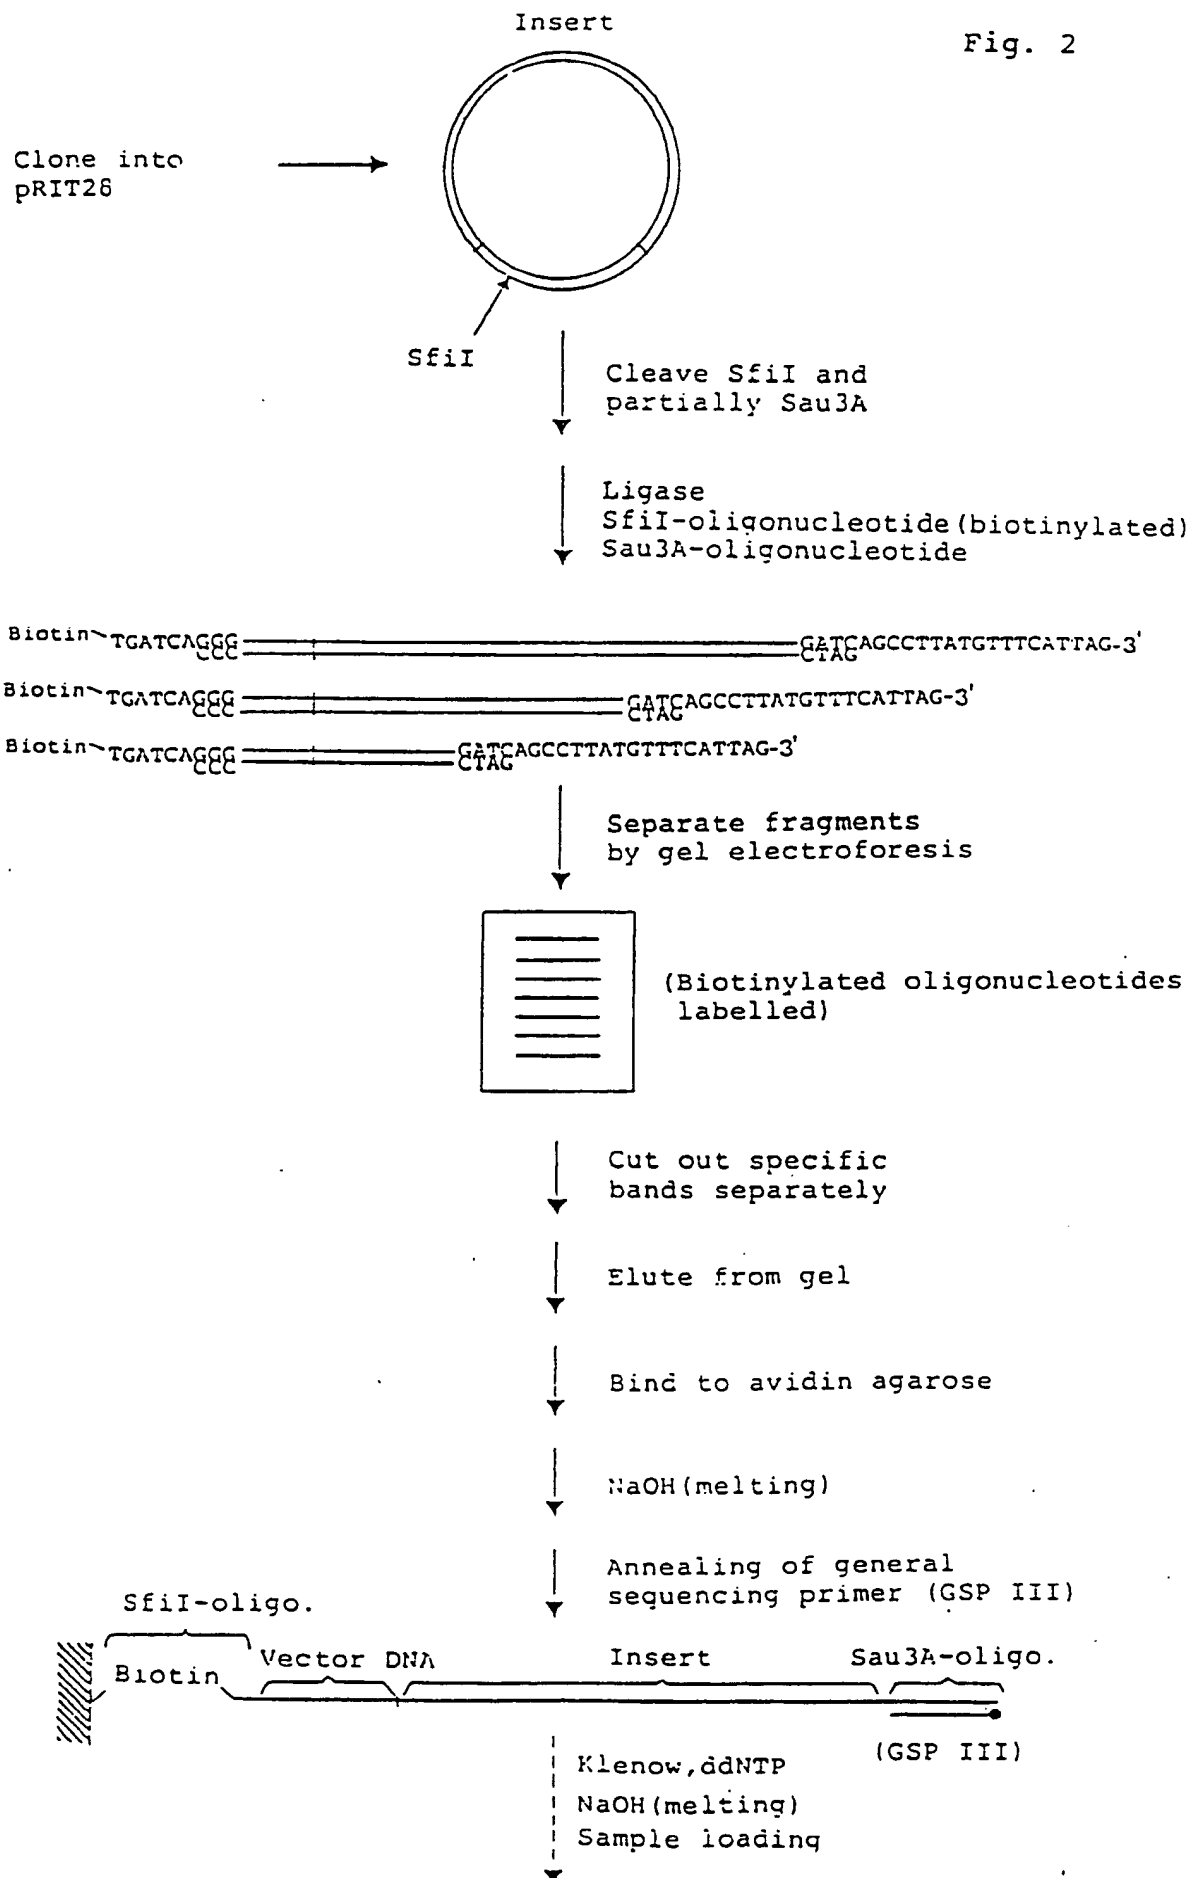 Insert
Fig. 2
Clone into
pRIT28
SfiI
Cleave SfiI and
partially Sau3A
Ligase
SfiI-oligonucleotide(biotinylated)
Sau3A-oligonucleotide
Biotin TGATCAGGG GATCAGCCTTATGTTTCATTAG-3'
CCC CTAG
Biotin TGATCAGGG GATCAGCCTTATGTTTCATTAG-3'
CCC CTAG
Biotin TGATCAGGG GATCAGCCTTATGTTTCATTAG-3'
CCC CTAG
Separate fragments
by gel electroforesis
(Biotinylated oligonucleotides
labelled)
Cut out specific
bands separately
Elute from gel
Bind to avidin agarose
NaOH(melting)
Annealing of general
sequencing primer (GSP III)
SfiI-oligo.
Biotin Vector DNA Insert Sau3A-oligo.
(GSP III)
Klenow,ddNTP
NaOH(melting)
Sample loading